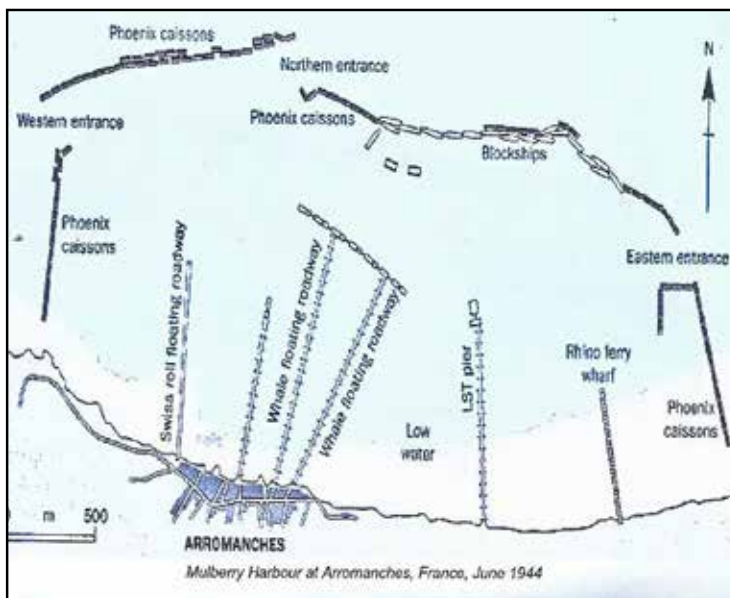 Phoenix caissons
N
Northern entrance
Western entrance
Phoenix caissons
Blockships
Phoenix
caissons
Eastern entrance
Swiss roll floating roadway
Whale floating roadway
Whale floating roadway
LST pier
Rhino ferry
wharf
Low
water
Phoenix
caissons
0 m 500
ARROMANCHES
Mulberry Harbour at Arromanches, France, June 1944